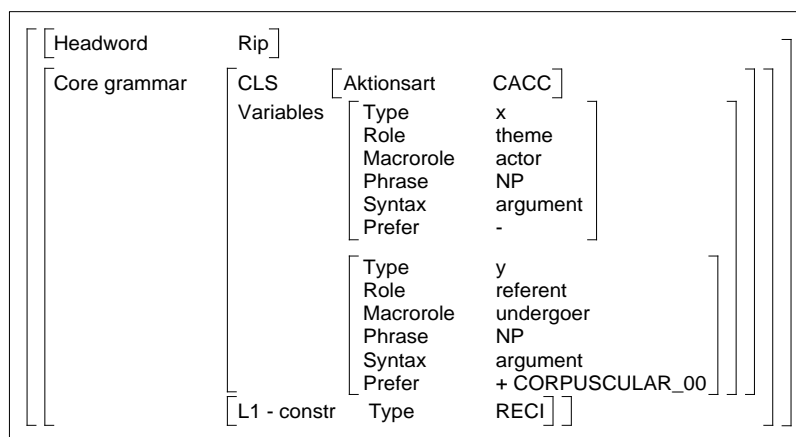 Headword Rip
Core grammar CLS Aktionsart CACC
Variables Type x
Role theme
Macrorole actor
Phrase NP
Syntax argument
Prefer -
Type y
Role referent
Macrorole undergoer
Phrase NP
Syntax argument
Prefer + CORPUSCULAR_00
L1 - constr Type RECI